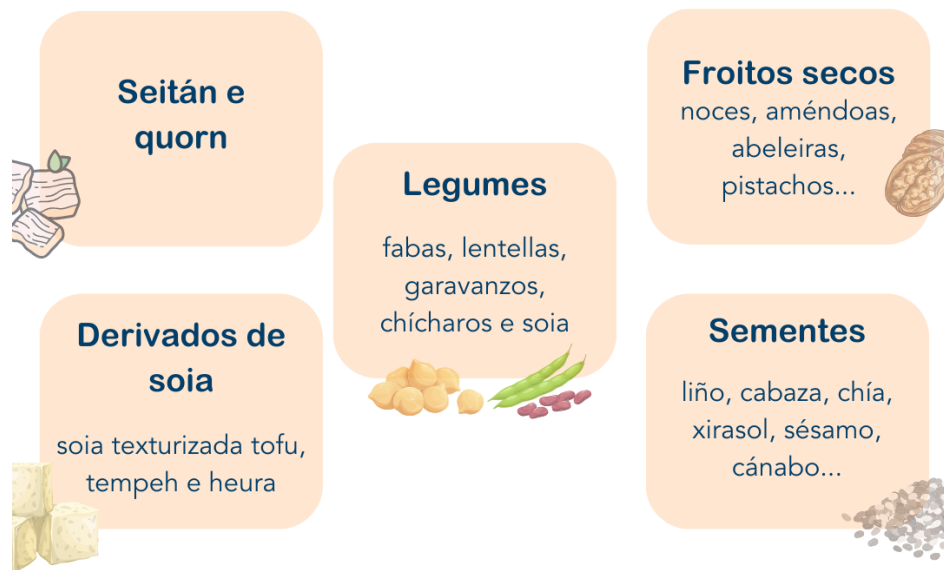 Seitán e
quorn
Froitos secos
noces, améndoas,
abeleiras,
pistachos...
Legumes
fabas, lentellas,
garavanzos,
chícharos e soia
Derivados de
soia
soia texturizada tofu,
tempeh e heura
Sementes
liño, cabaza, chía,
xirasol, sésamo,
cánabo...